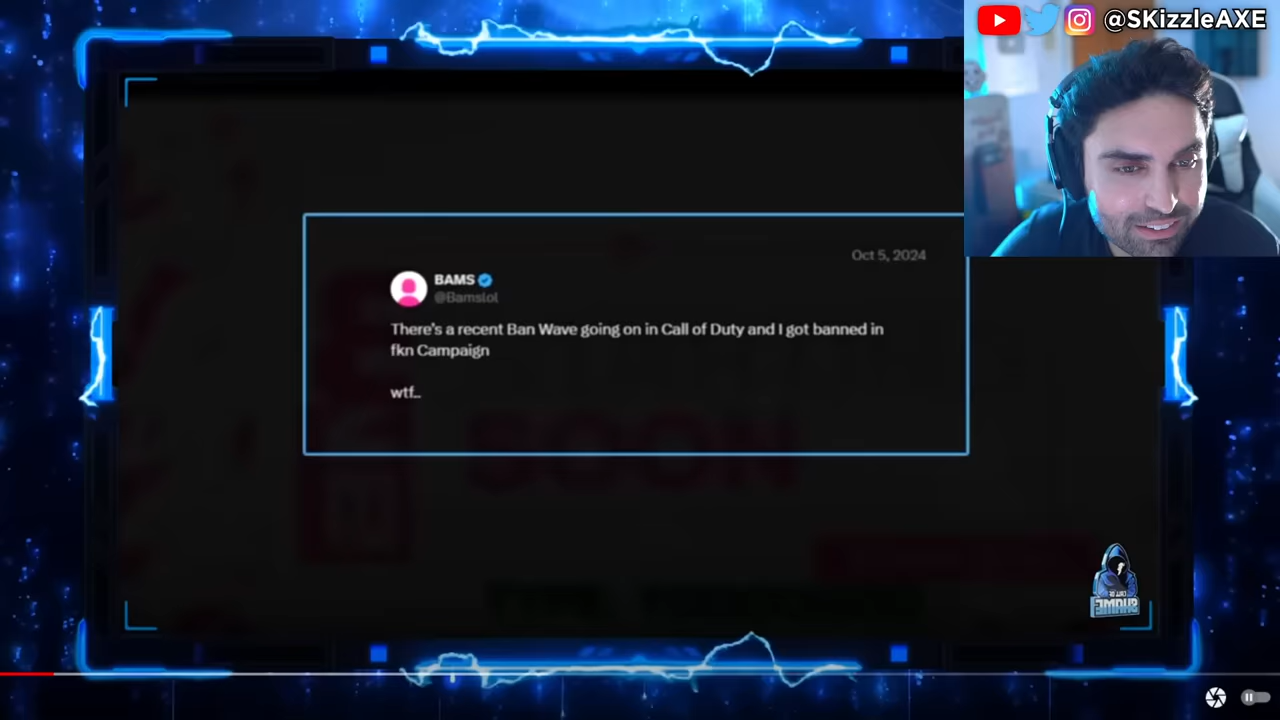 @SKizzleAXE
Oct 5, 2024
BAMS
@Bamslol
There's a recent Ban Wave going on in Call of Duty and I got banned in
fkn Campaign
wtf..
SOON